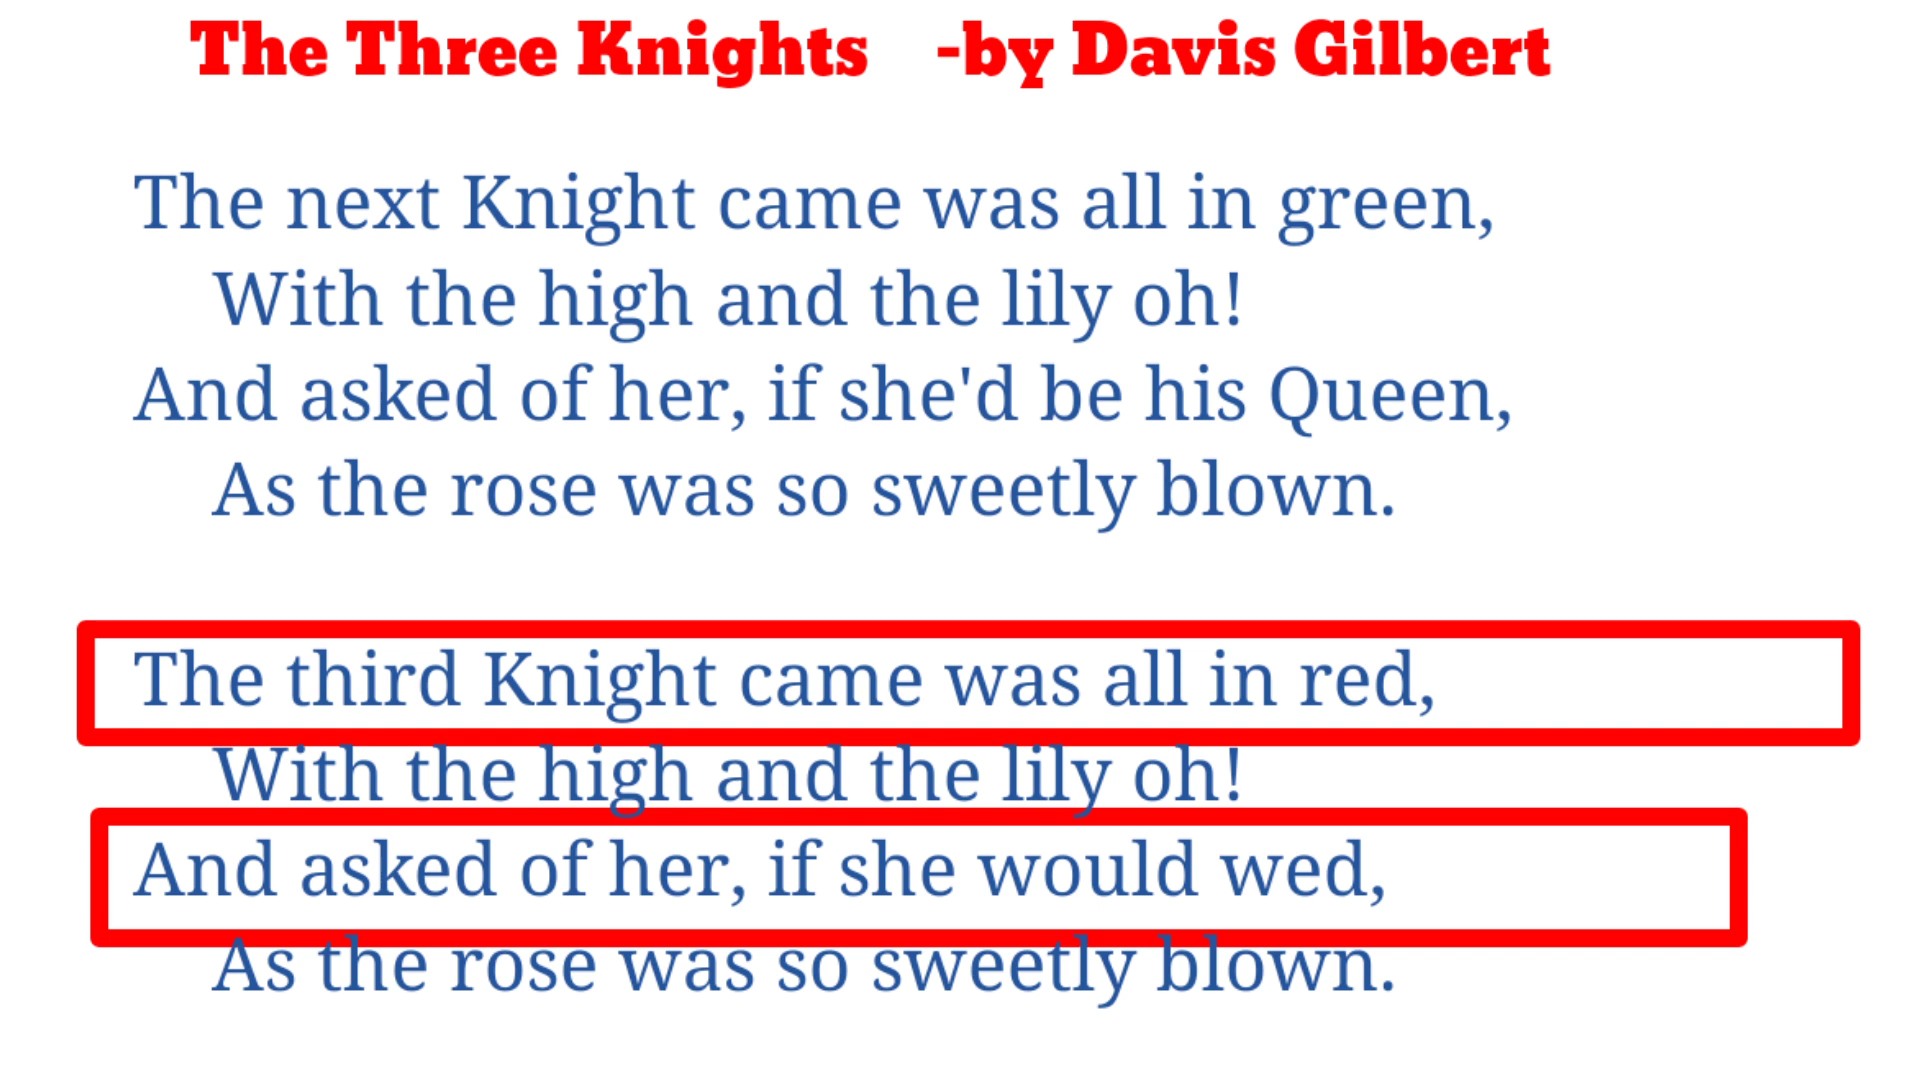 The Three Knights -by Davis Gilbert
The next Knight came was all in green,
With the high and the lily oh!
And asked of her, if she'd be his Queen,
As the rose was so sweetly blown.
The third Knight came was all in red,
With the high and the lily oh!
And asked of her, if she would wed,
As the rose was so sweetly blown.